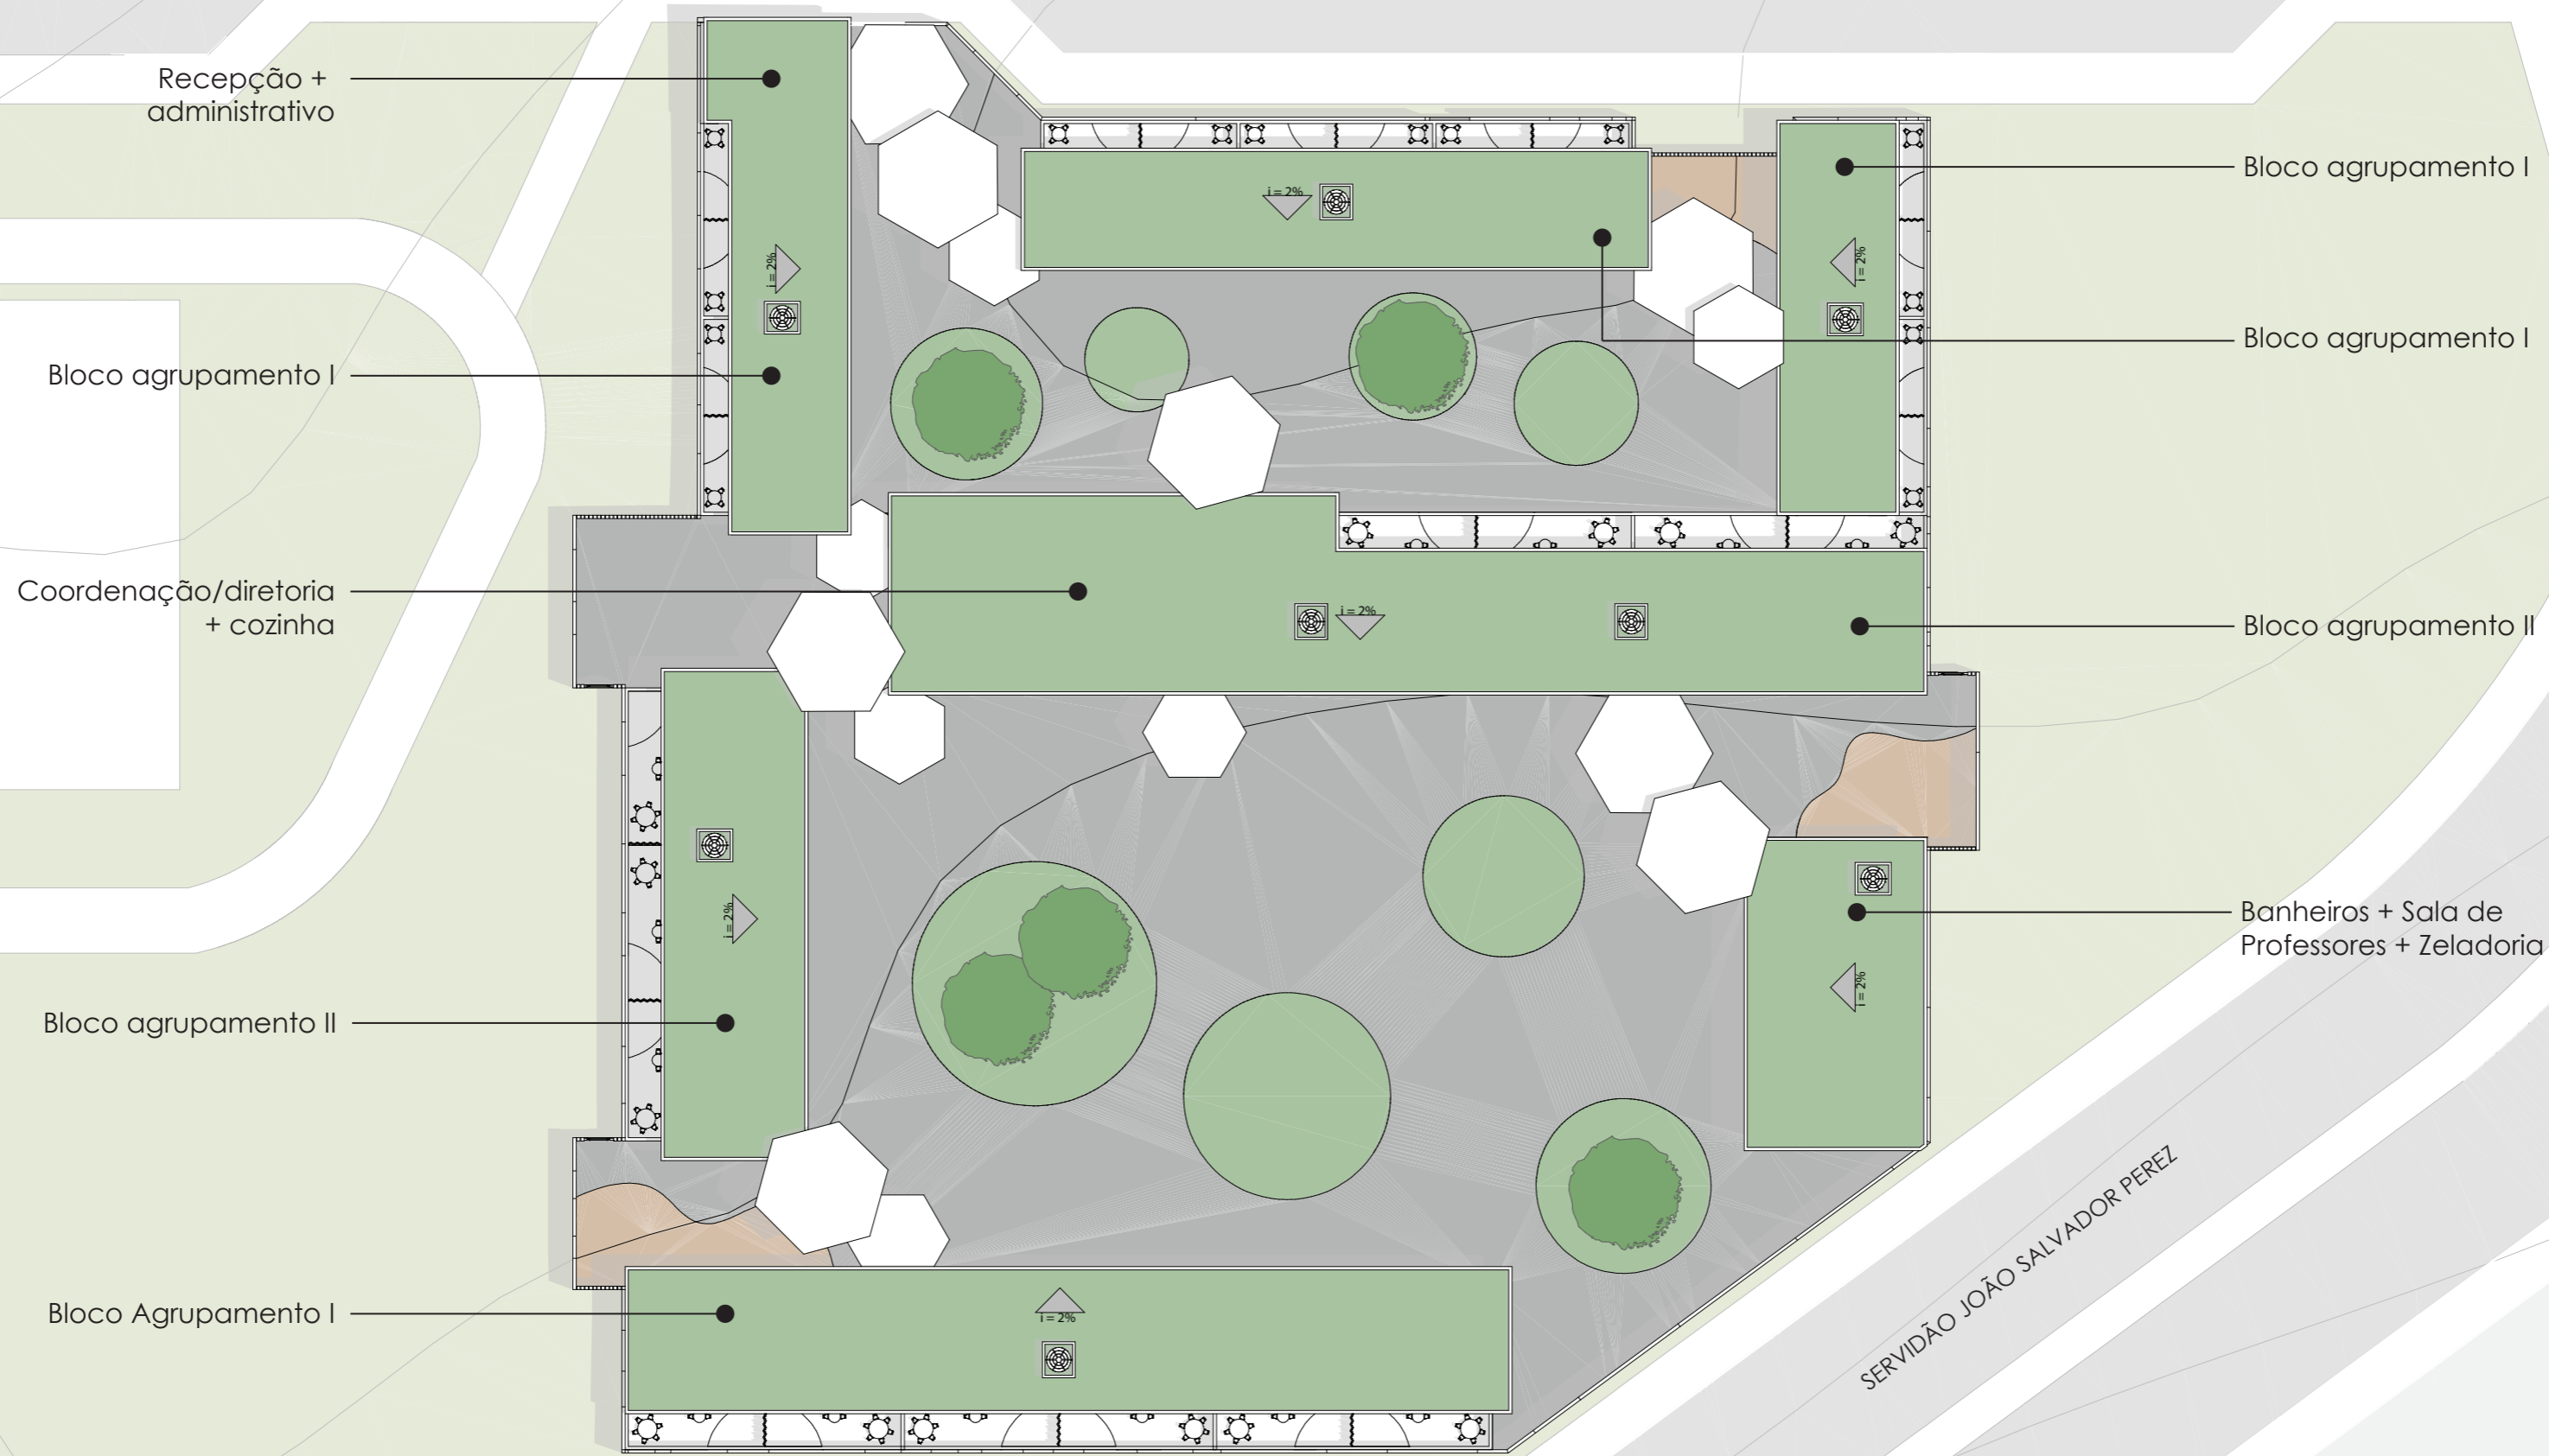 Recepção +
administrativo
Bloco agrupamento I
i = 2%
i = 2%
i = 2%
Bloco agrupamento I
Bloco agrupamento I
Coordenação/diretoria
+ cozinha
i = 2%
Bloco agrupamento II
i = 2%
Banheiros + Sala de
Professores + Zeladoria
i = 2%
Bloco agrupamento II
SERVIDÃO JOÃO SALVADOR PEREZ
Bloco Agrupamento I
i = 2%